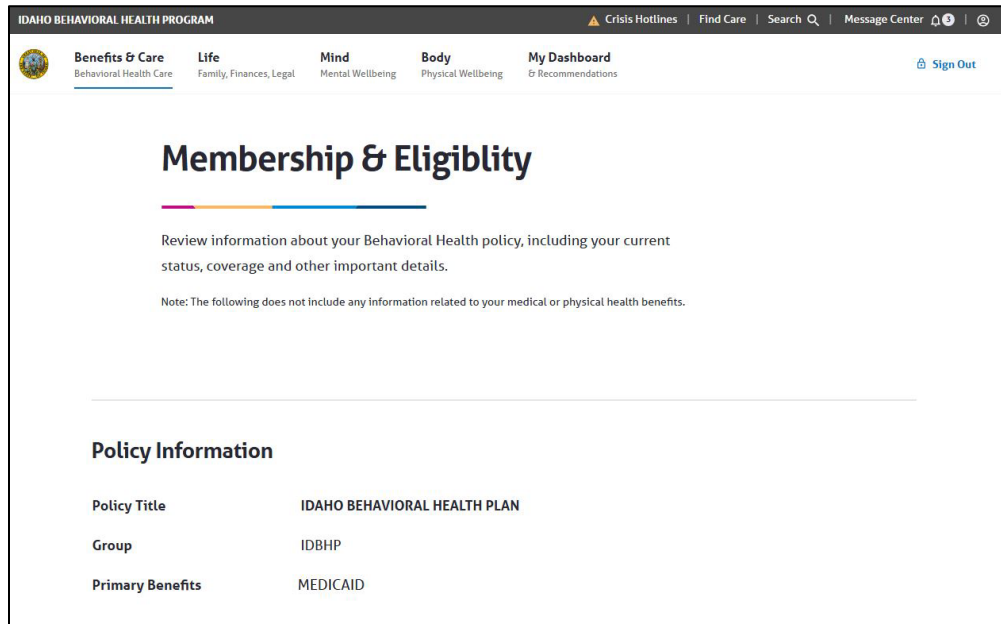 IDAHO BEHAVIORAL HEALTH PROGRAM
Crisis Hotlines | Find Care | Search | Message Center 3 |
Benefits & Care Life Mind Body My Dashboard
Behavioral Health Care Family, Finances, Legal Mental Wellbeing Physical Wellbeing & Recommendations
Sign Out
Membership & Eligiblity
Review information about your Behavioral Health policy, including your current
status, coverage and other important details.
Note: The following does not include any information related to your medical or physical health benefits.
Policy Information
Policy Title IDAHO BEHAVIORAL HEALTH PLAN
Group IDBHP
Primary Benefits MEDICAID